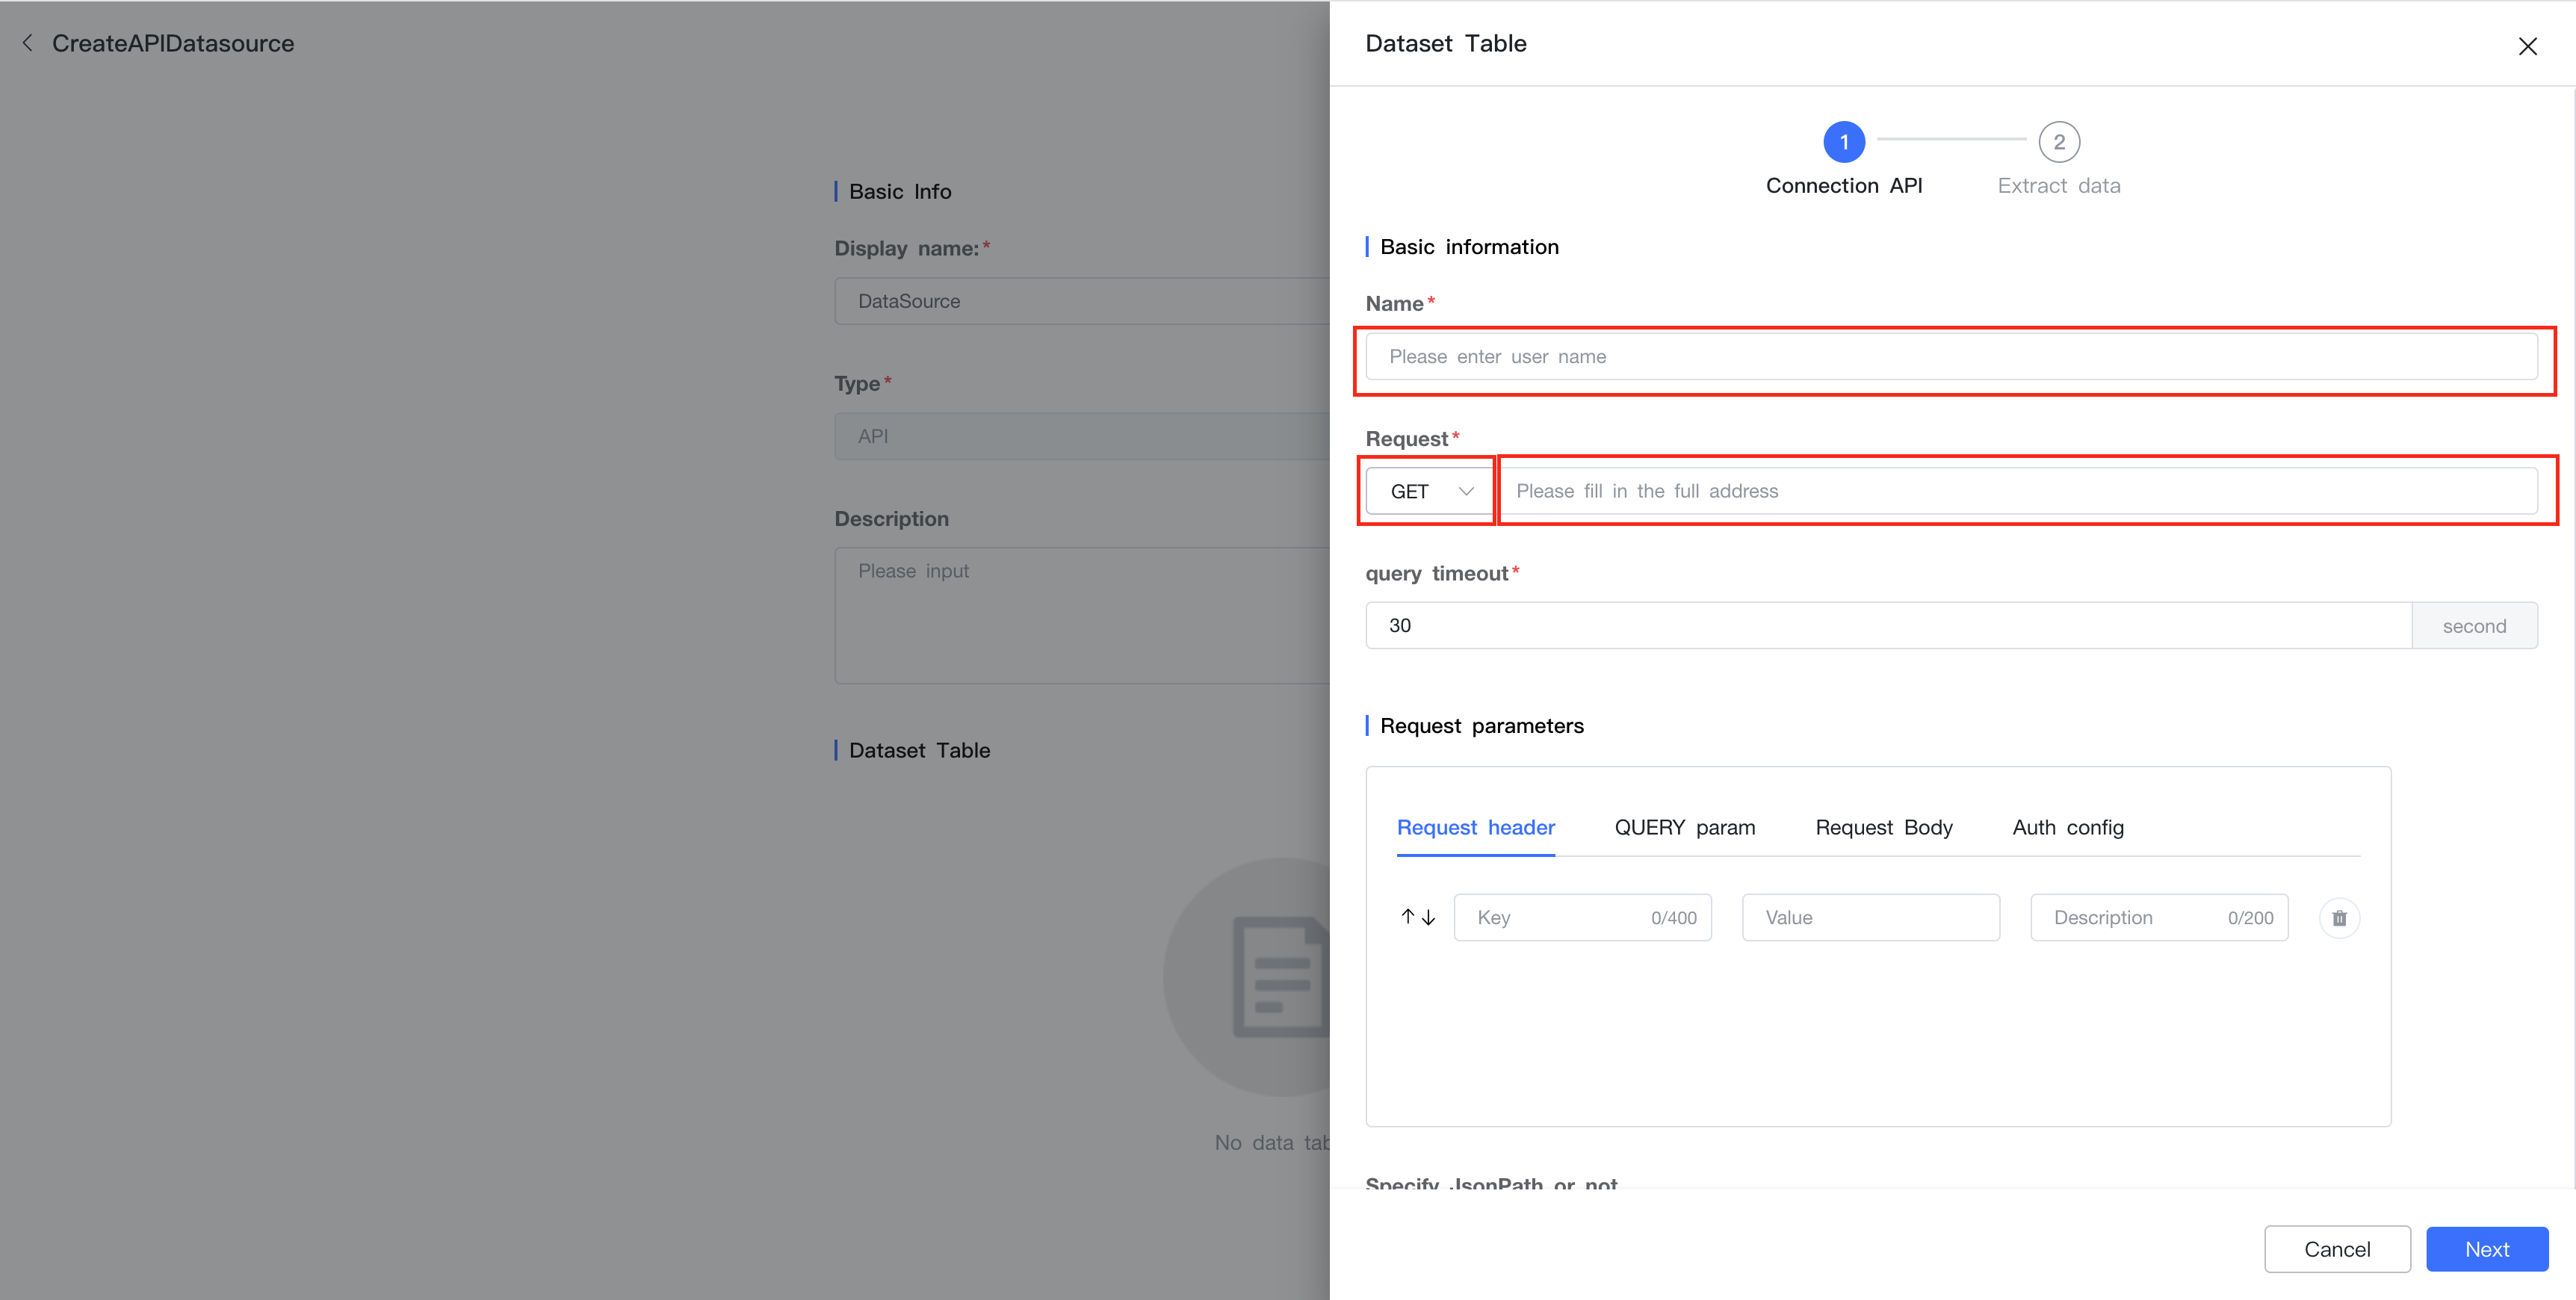 CreateAPIDatasource
Basic Info
Display name:*
DataSource
Type*
API
Description
Please input
Dataset Table
No data tab
Dataset Table
1
2
Connection API
Extract data
Basic information
Name*
Please enter user name
Request*
GET
Please fill in the full address
query timeout*
30
second
Request parameters
Request header
QUERY param
Request Body
Auth config
Key
0/400
Value
Description
0/200
Specify JsonPath or not
Cancel
Next